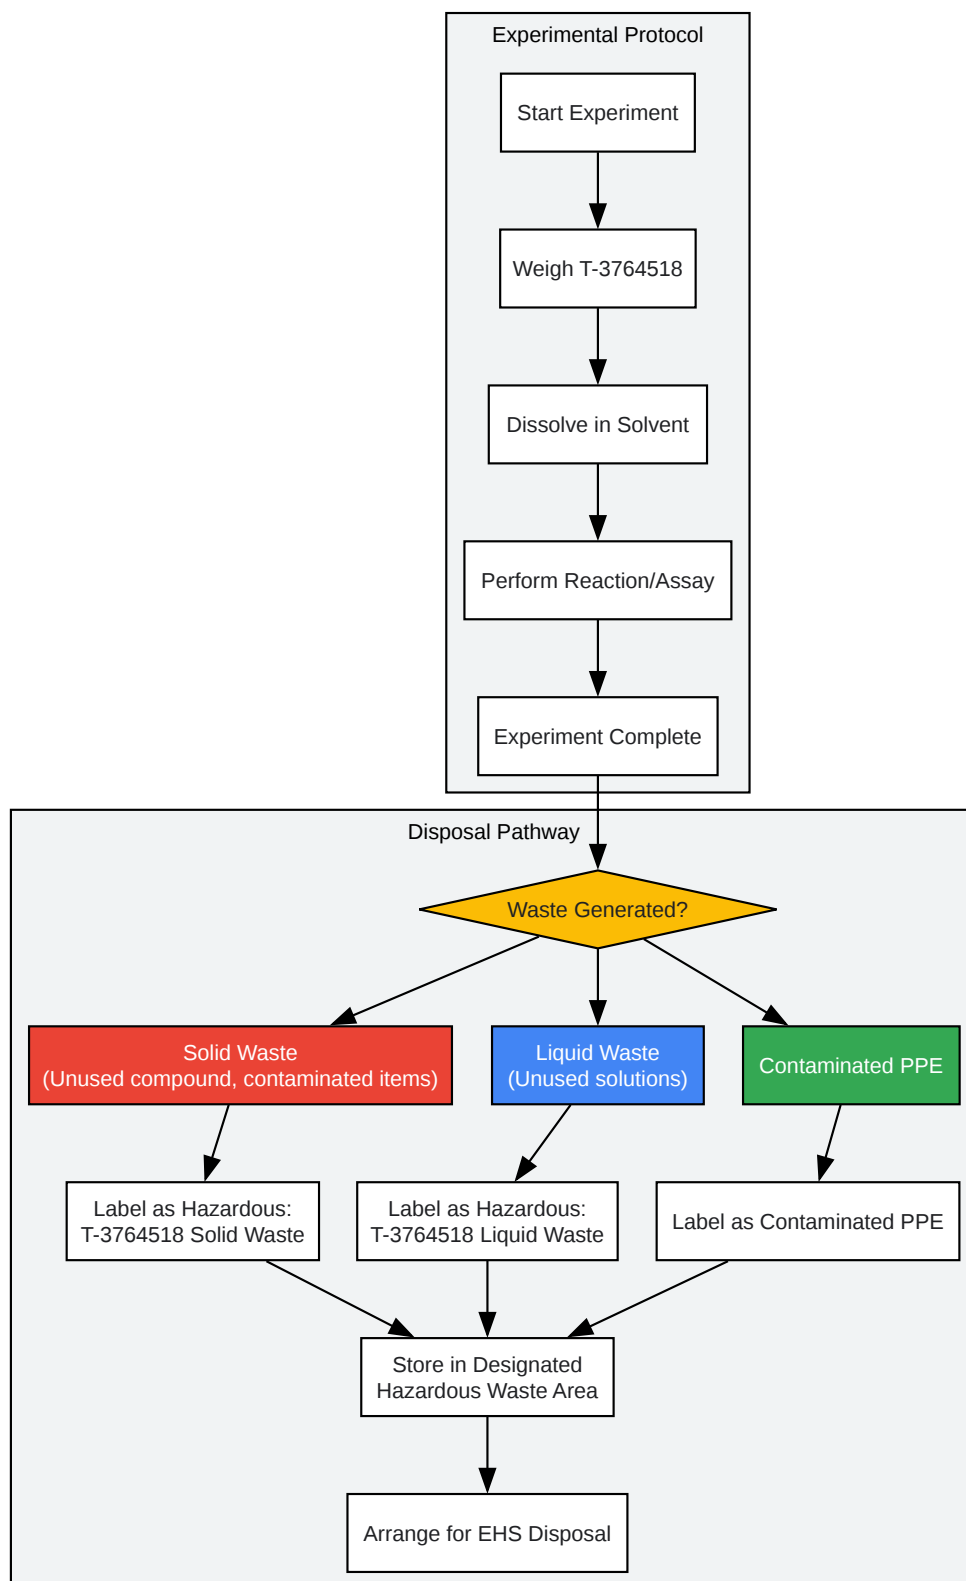 Experimental Protocol
Start Experiment
Weigh T-3764518
Dissolve in Solvent
Perform Reaction/Assay
Experiment Complete
Disposal Pathway
Waste Generated?
Solid Waste
(Unused compound, contaminated items)
Liquid Waste
(Unused solutions)
Contaminated PPE
Label as Hazardous:
T-3764518 Solid Waste
Label as Hazardous:
T-3764518 Liquid Waste
Label as Contaminated PPE
Store in Designated
Hazardous Waste Area
Arrange for EHS Disposal